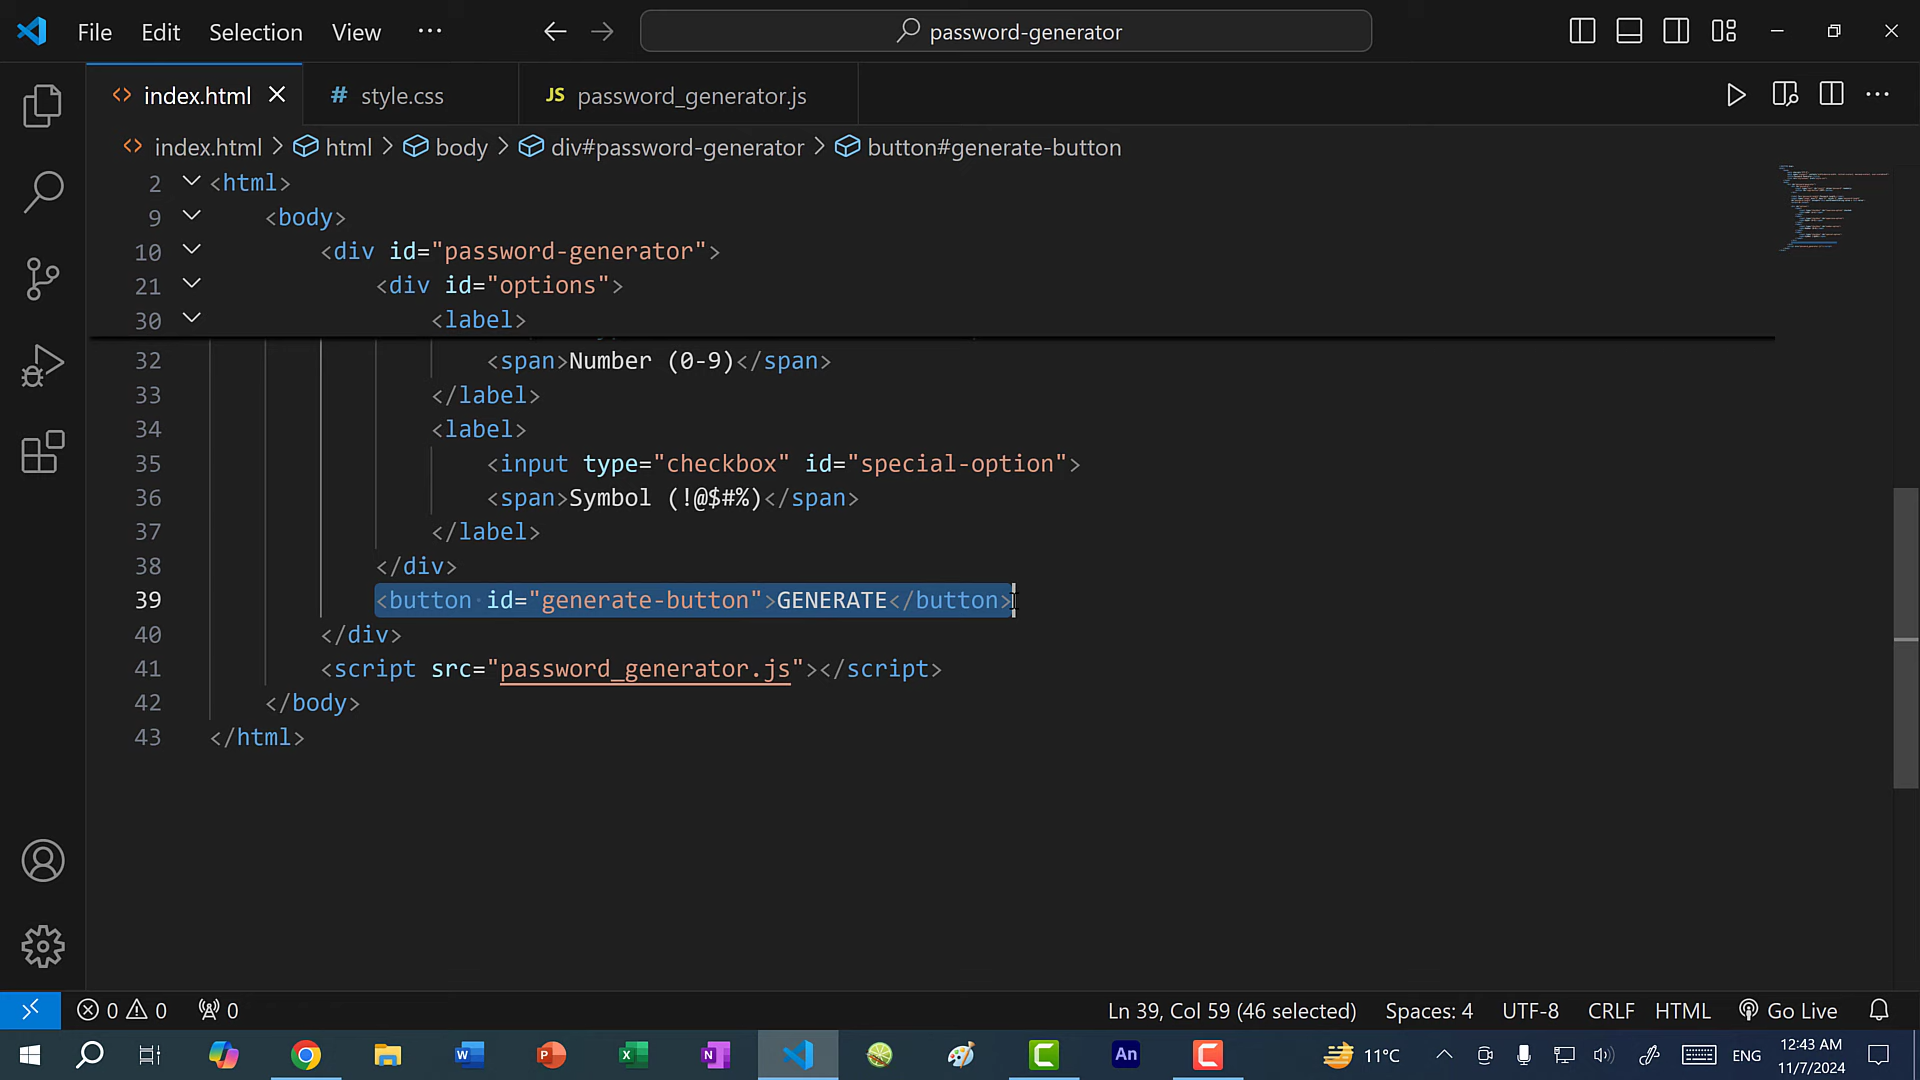 File Edit Selection View ··· password-generator
index.html style.css JS password_generator.js
index.html > html > body > div#password-generator > button#generate-button
2 <html>
9 <body>
10 <div id="password-generator">
21 <div id="options">
30 <label>
32 <span>Number (0-9)</span>
33 </label>
34 <label>
35 <input type="checkbox" id="special-option">
36 <span>Symbol (!@$#%)</span>
37 </label>
38 </div>
39 <button id="generate-button">GENERATE</button>
40 </div>
41 <script src="password_generator.js"></script>
42 </body>
43 </html>
0 0 0 Ln 39, Col 59 (46 selected) Spaces: 4 UTF-8 CRLF HTML Go Live
11°C ENG 12:43 AM
11/7/2024